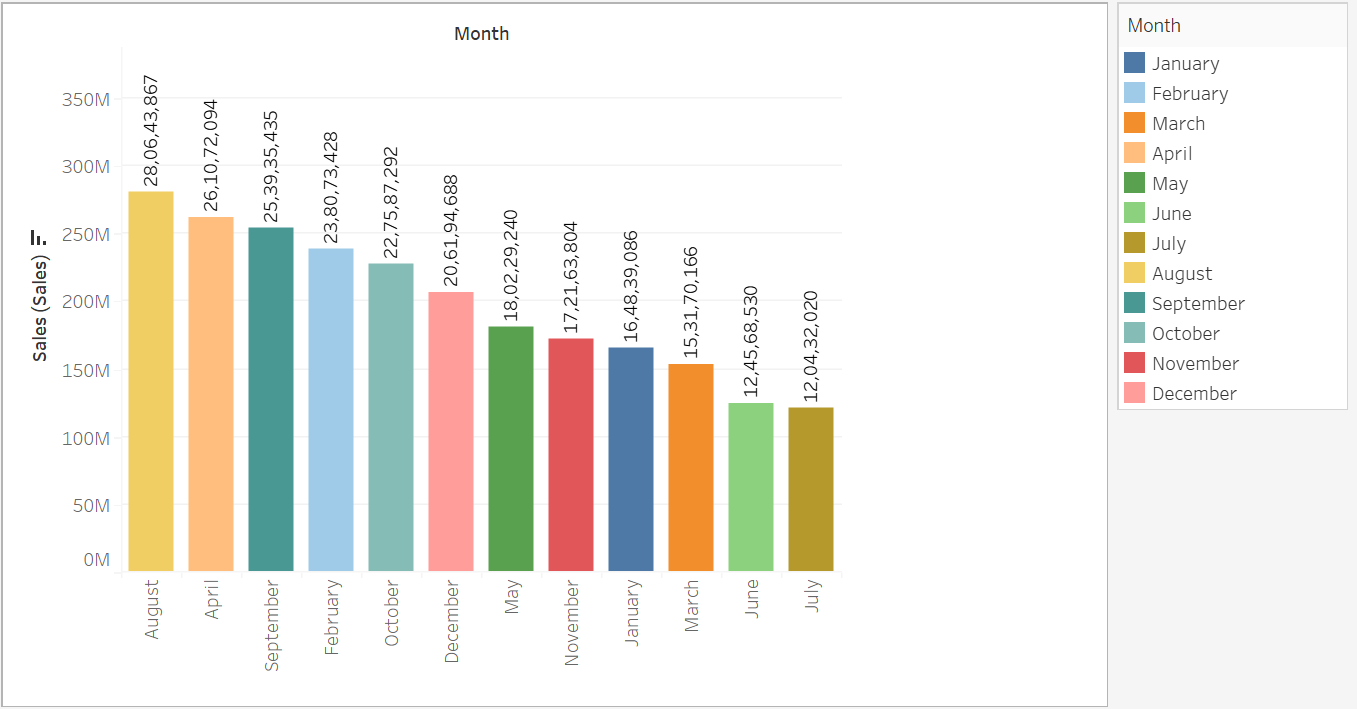 Month
Sales (Sales)
350M
300M
250M
200M
150M
100M
50M
0M
28,06,43,867
26,10,72,094
25,39,35,435
23,80,73,428
22,75,87,292
20,61,94,688
18,02,29,240
17,21,63,804
16,48,39,086
15,31,70,166
12,45,68,530
12,04,32,020
August
April
September
February
October
December
May
November
January
March
June
July
Month
January
February
March
April
May
June
July
August
September
October
November
December